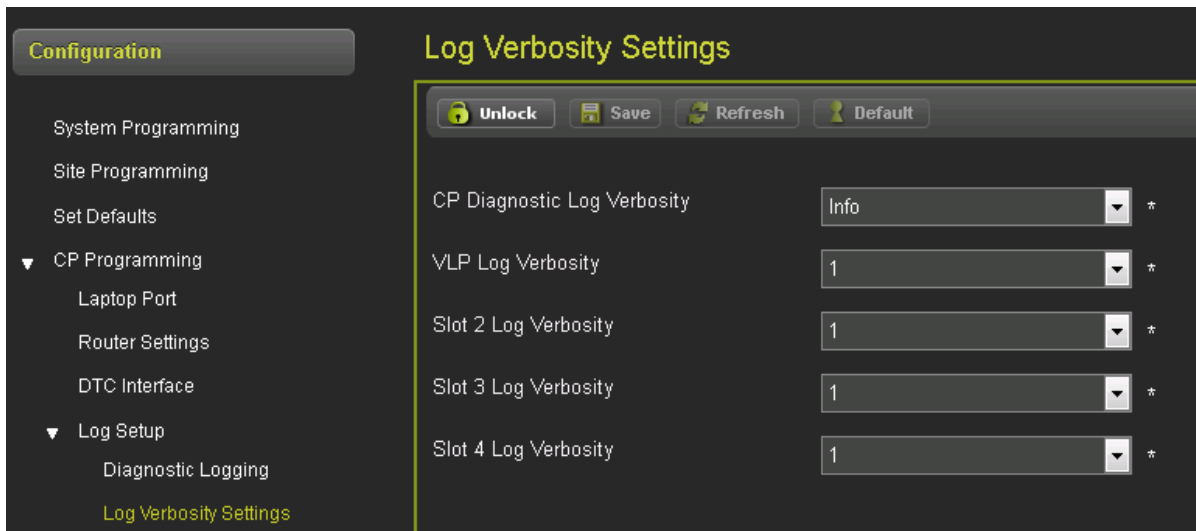 Configuration
System Programming
Site Programming
Set Defaults
CP Programming
Laptop Port
Router Settings
DTC Interface
Log Setup
Diagnostic Logging
Log Verbosity Settings
Log Verbosity Settings
Unlock Save Refresh Default
CP Diagnostic Log Verbosity Info *
VLP Log Verbosity 1 *
Slot 2 Log Verbosity 1 *
Slot 3 Log Verbosity 1 *
Slot 4 Log Verbosity 1 *